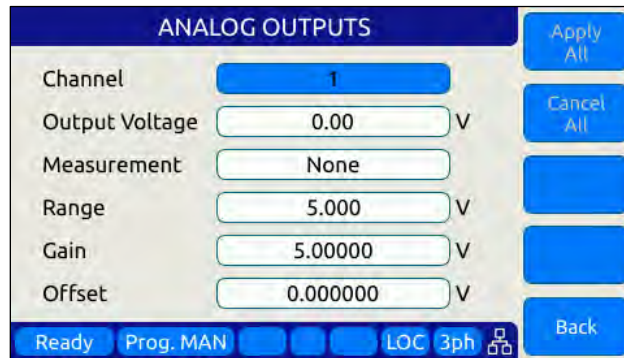 ANALOG OUTPUTS
Channel 1
Output Voltage 0.00 V
Measurement None
Range 5.000 V
Gain 5.00000 V
Offset 0.000000 V
Ready Prog. MAN LOC 3ph
Apply
All
Cancel
All
Back